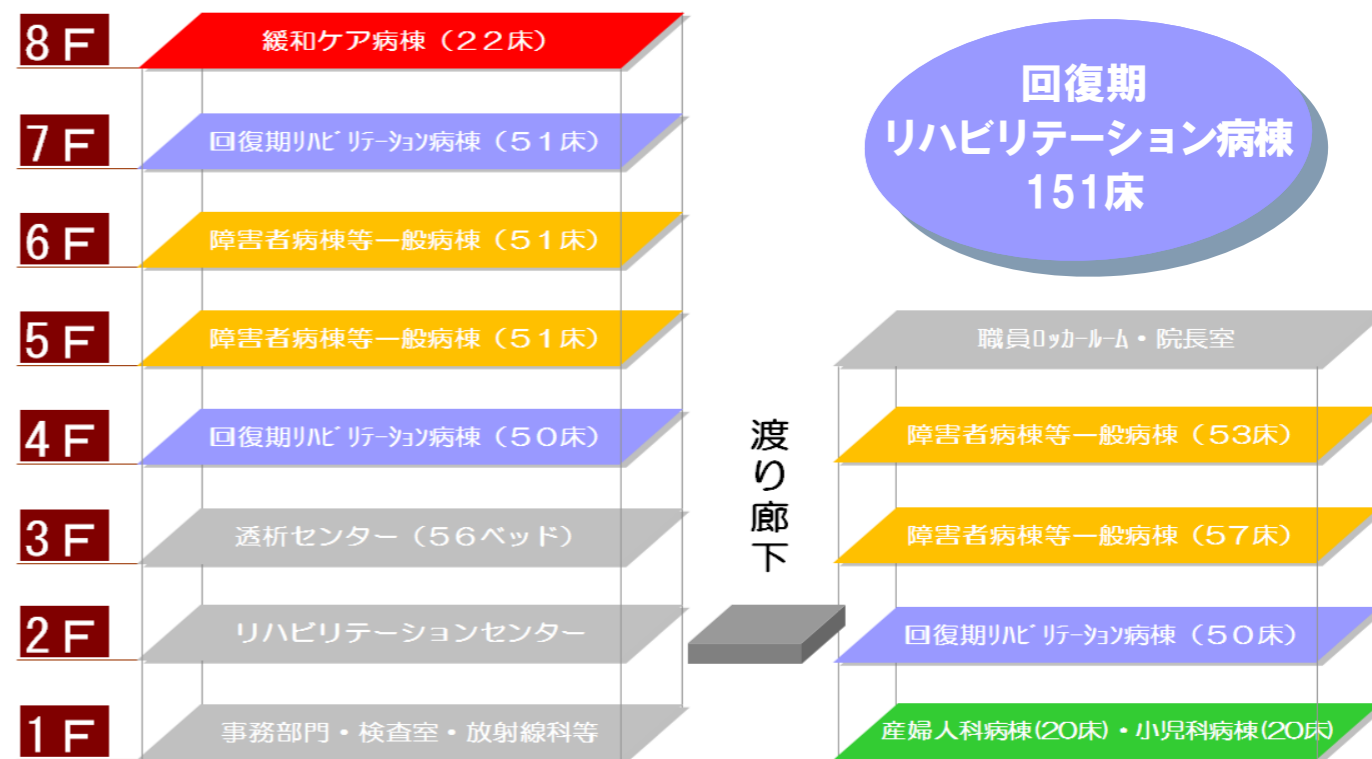 8F
緩和ケア病棟（２２床）
回復期
リハビリテーション病棟
151床
7F
回復期ﾘﾊﾋﾞﾘﾃｰｼｮﾝ病棟（５１床）
6F
障害者病棟等一般病棟（５１床）
5F
障害者病棟等一般病棟（５１床）
職員ﾛｯｶｰﾙｰﾑ・院長室
4F
回復期ﾘﾊﾋﾞﾘﾃｰｼｮﾝ病棟（５０床）
渡り廊下
障害者病棟等一般病棟（53床）
3F
透析センター（５６ベッド）
障害者病棟等一般病棟（57床）
2F
リハビリテーションセンター
回復期ﾘﾊﾋﾞﾘﾃｰｼｮﾝ病棟（５０床）
1F
事務部門・検査室・放射線科等
産婦人科病棟(20床)・小児科病棟(20床)